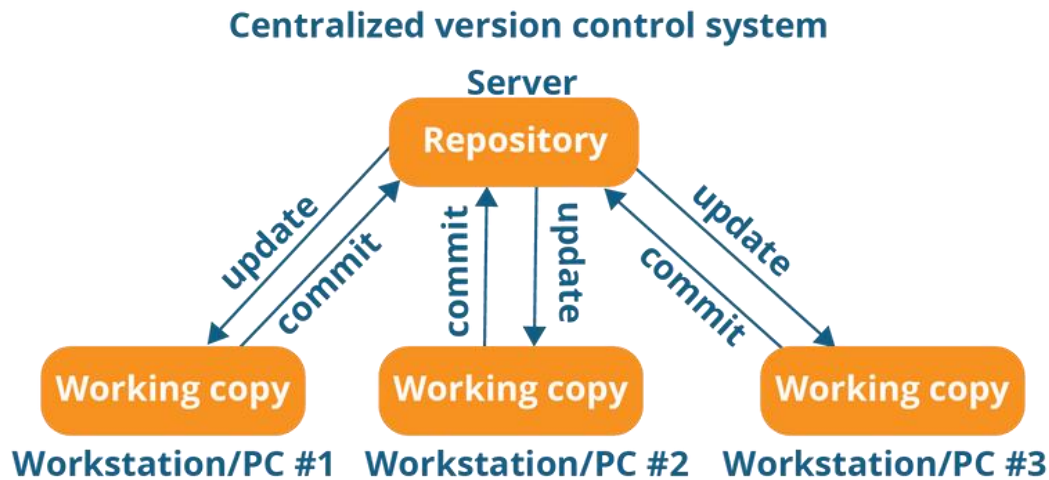 Centralized version control system
Server
Repository
update
commit
commit
update
update
commit
Working copy
Working copy
Working copy
Workstation/PC #1
Workstation/PC #2
Workstation/PC #3